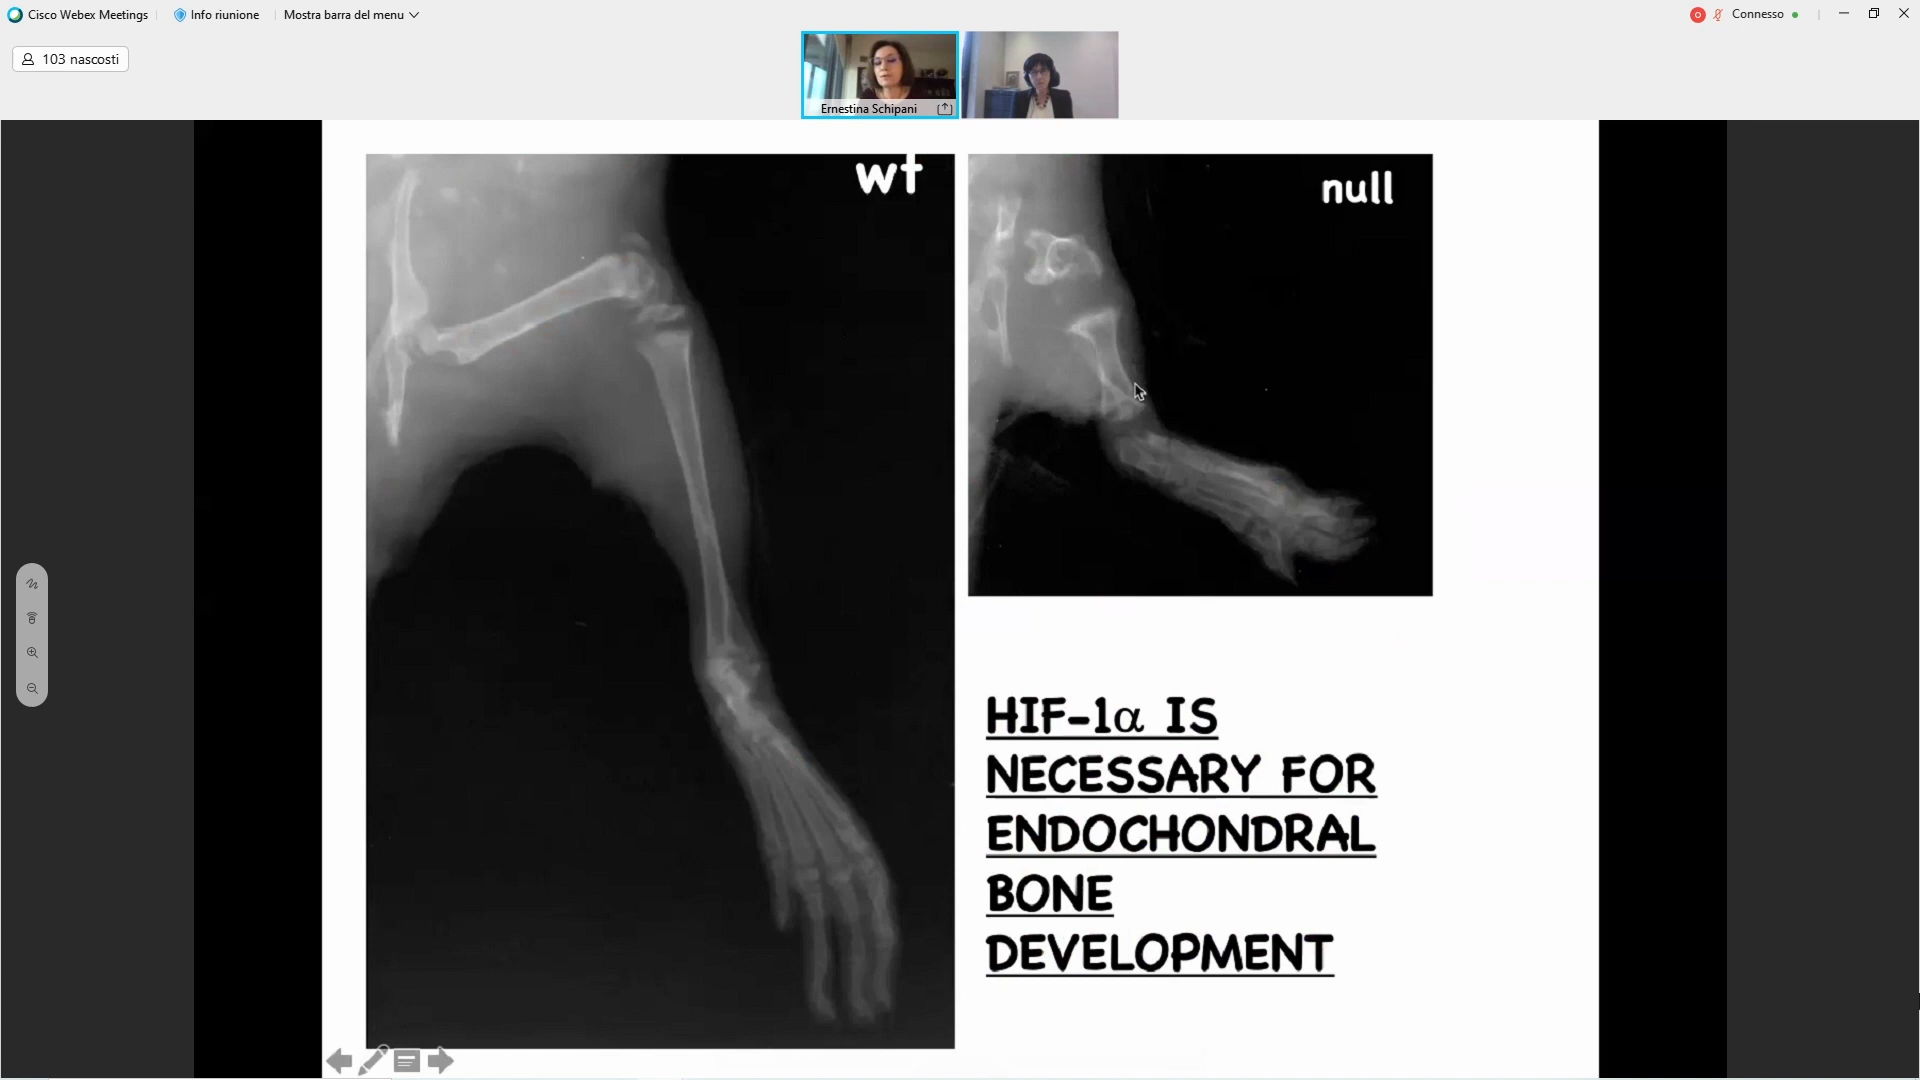 Cisco Webex Meetings
Info riunione
Mostra barra del menu
Connesso
103 nascosti
Ernestina Schipani
wt
null
HIF-1α IS
NECESSARY FOR
ENDOCHONDRAL
BONE
DEVELOPMENT